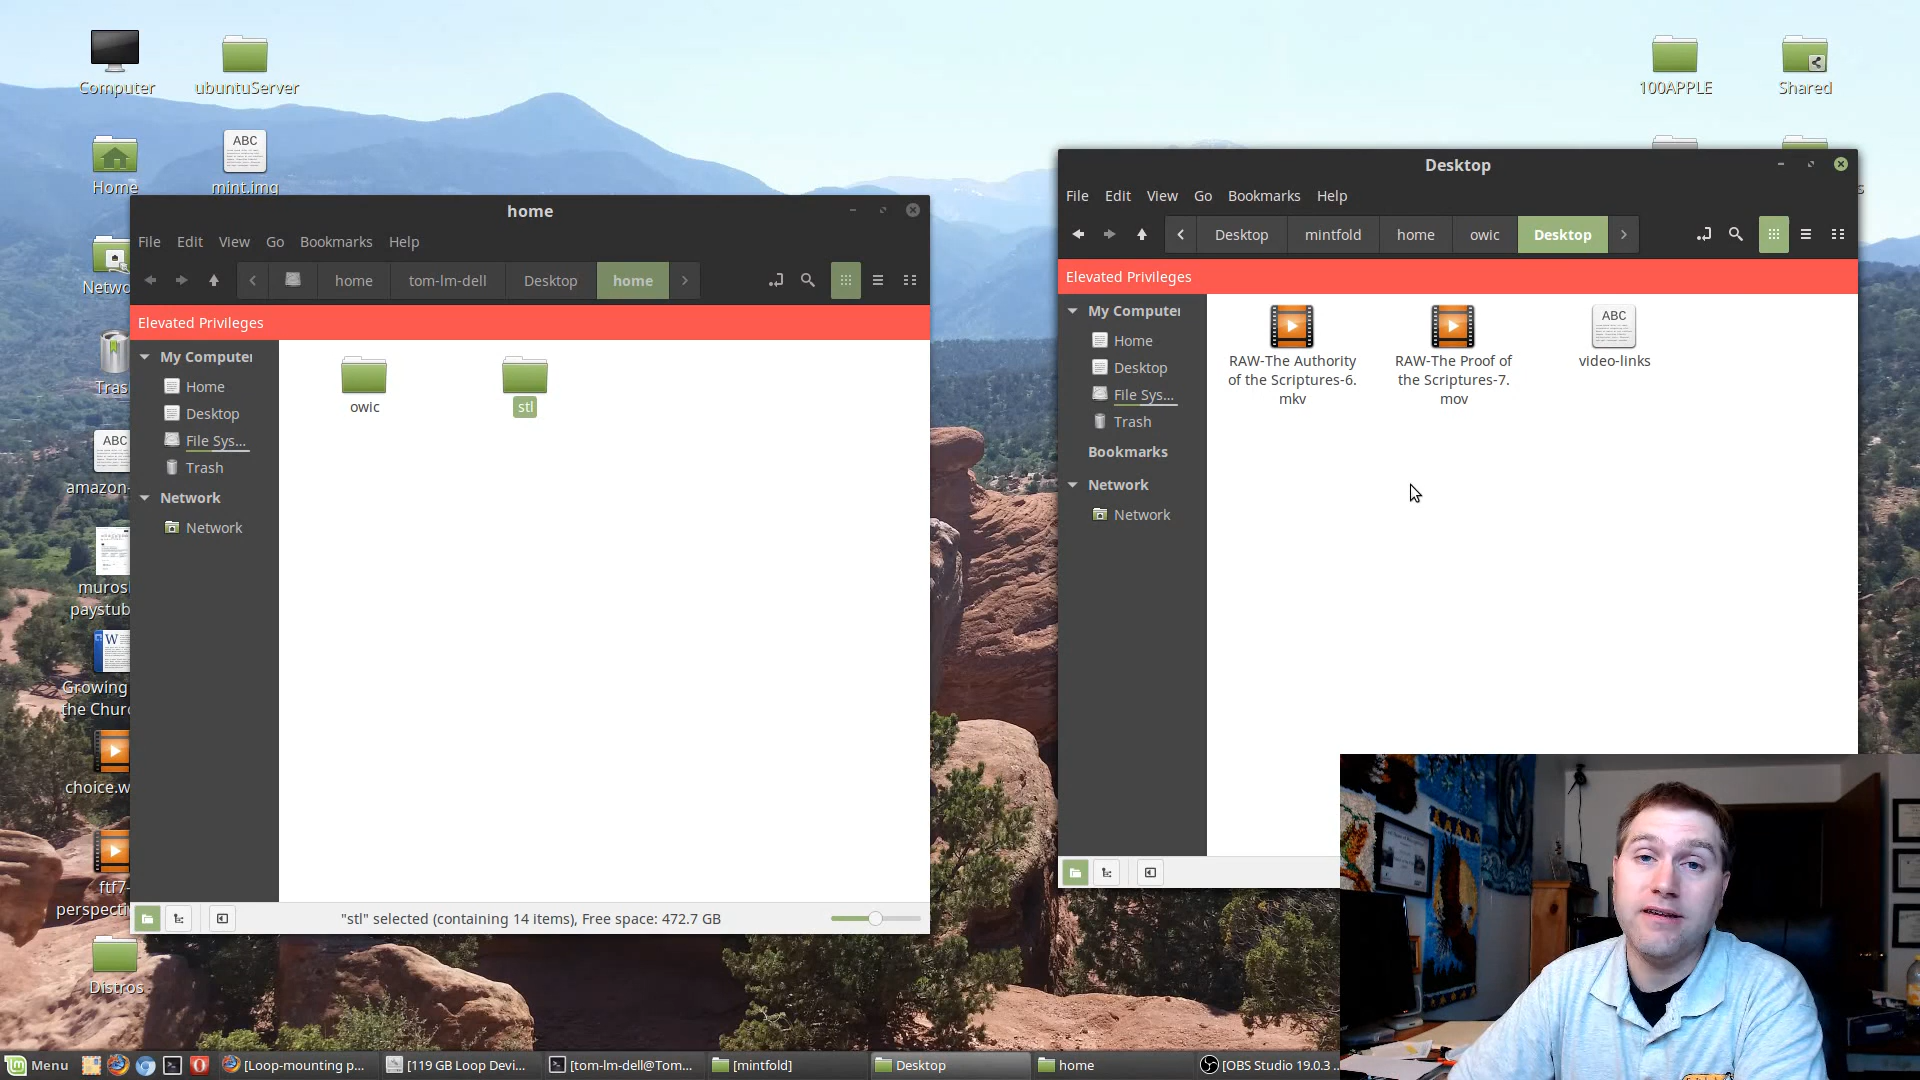 Computer
ubuntuServer
100APPLE
Shared
Home
ABC
mint.img
Netwo
Tras
ABC
amazon-
muros
paystub
W
Growing
the Churc
choice.w
ftf7-
perspecti
Distros
home
File Edit View Go Bookmarks Help
home tom-lm-dell Desktop home
Elevated Privileges
My Computer
Home
Desktop
File Sys...
Trash
Network
Network
owic
stl
"stl" selected (containing 14 items), Free space: 472.7 GB
Desktop
File Edit View Go Bookmarks Help
Desktop mintfold home owic Desktop
Elevated Privileges
My Computer
Home
Desktop
File Sys...
Trash
Bookmarks
Network
Network
RAW-The Authority
of the Scriptures-6.
mkv
RAW-The Proof of
the Scriptures-7.
mov
ABC
video-links
Menu
[Loop-mounting p...
[119 GB Loop Devi...
[tom-lm-dell@Tom...
[mintfold]
Desktop
home
[OBS Studio 19.0.3 ...